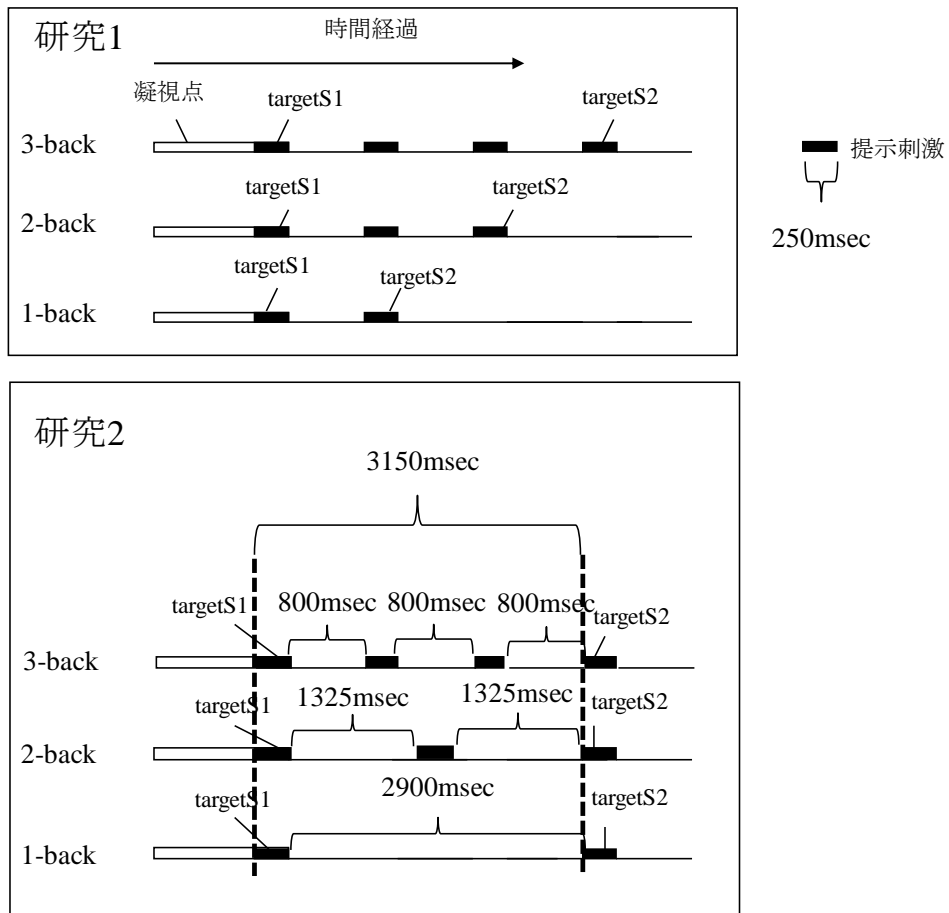 研究1
時間経過
凝視点
targetS1
targetS2
3-back
提示刺激
targetS1
targetS2
2-back
250msec
targetS1
targetS2
1-back
研究2
3150msec
targetS1
800msec
800msec
800msec
targetS2
3-back
targetS1
1325msec
1325msec
targetS2
2-back
targetS1
2900msec
targetS2
1-back